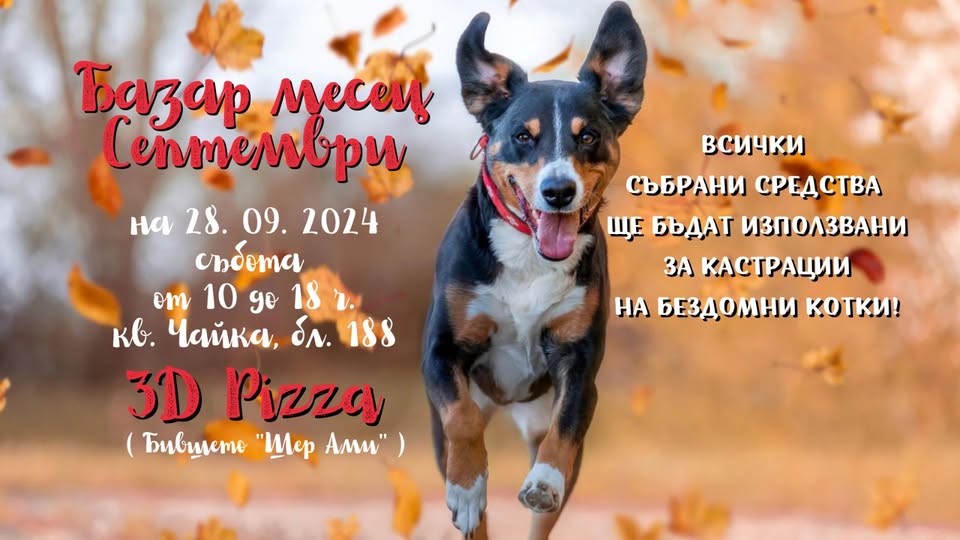 Базар месец
Септември
на 28. 09. 2024
събота
от 10 до 18 ч.
кв. Чайка, бл. 188
3D Pizza
( Бившето "Шер Ами" )
ВСИЧКИ
СЪБРАНИ СРЕДСТВА
ЩЕ БЪДАТ ИЗПОЛЗВАНИ
ЗА КАСТРАЦИИ
НА БЕЗДОМНИ КОТКИ!